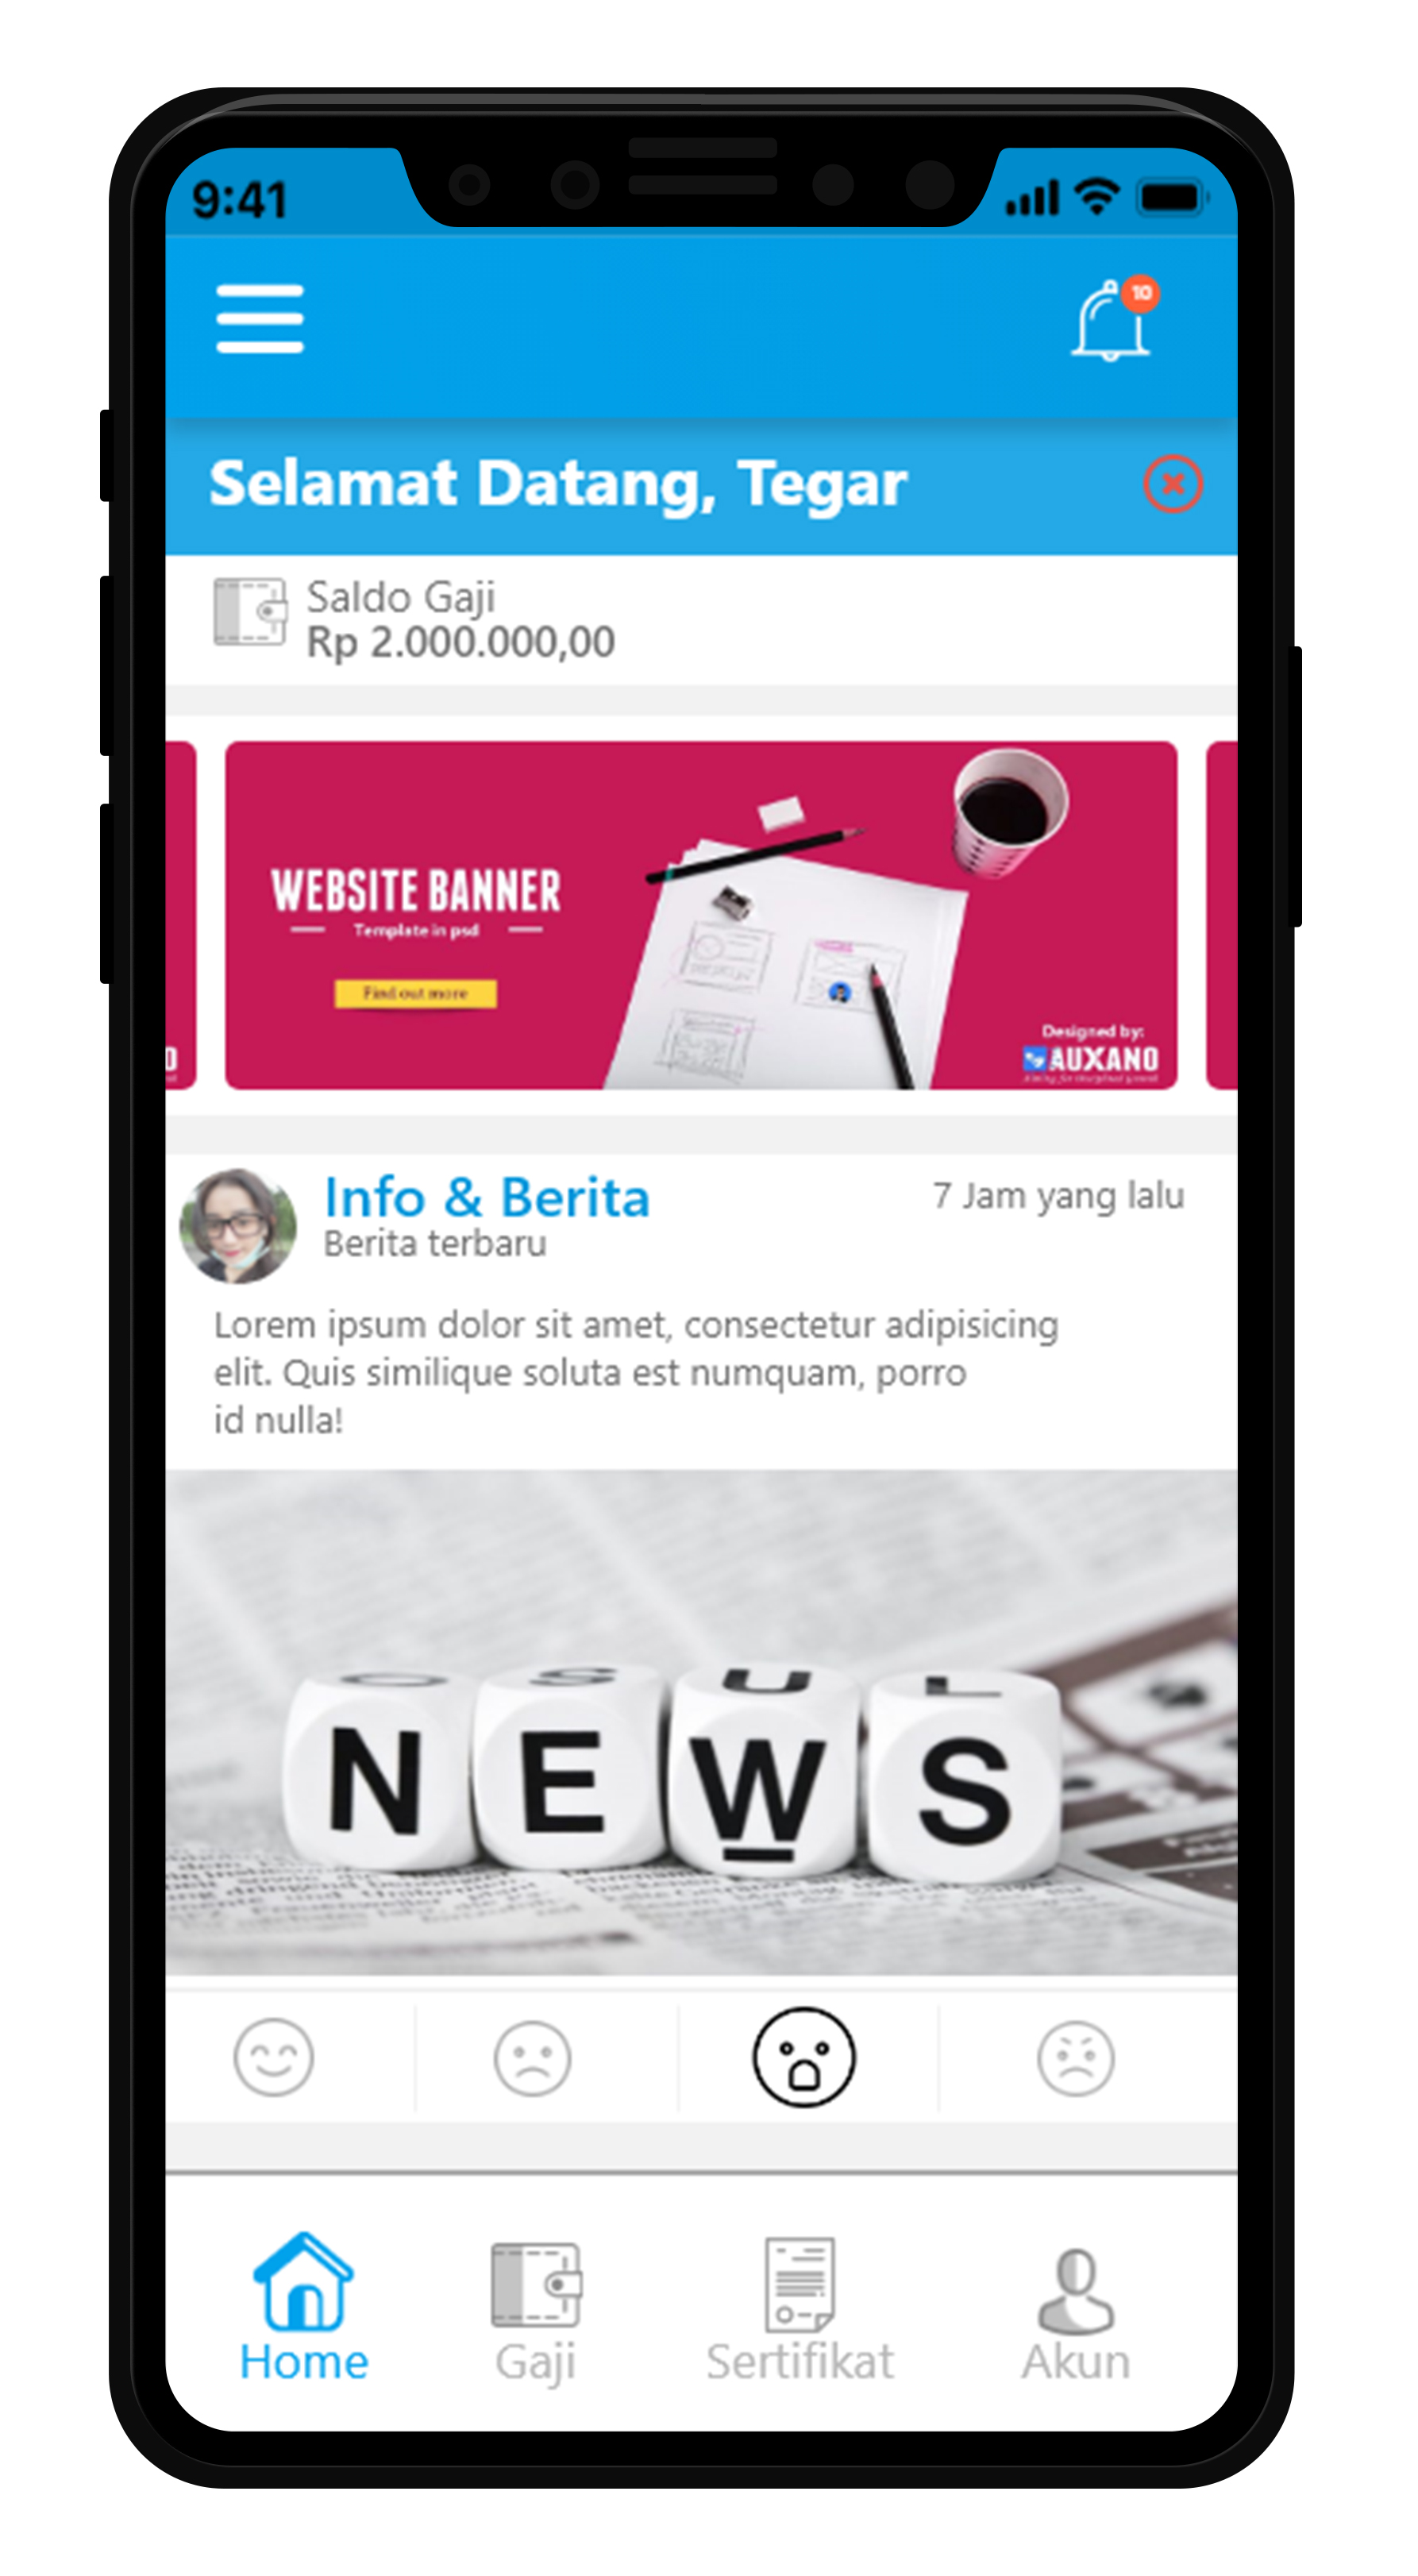 9:41
10
Selamat Datang, Tegar
Saldo Gaji
Rp 2.000.000,00
WEBSITE BANNER
Template in psd
Find out more
Designed by:
AUXANO
Info & Berita
7 Jam yang lalu
Berita terbaru
Lorem ipsum dolor sit amet, consectetur adipisicing
elit. Quis similique soluta est numquam, porro
id nulla!
O S U L
N E W S
Home
Gaji
Sertifikat
Akun